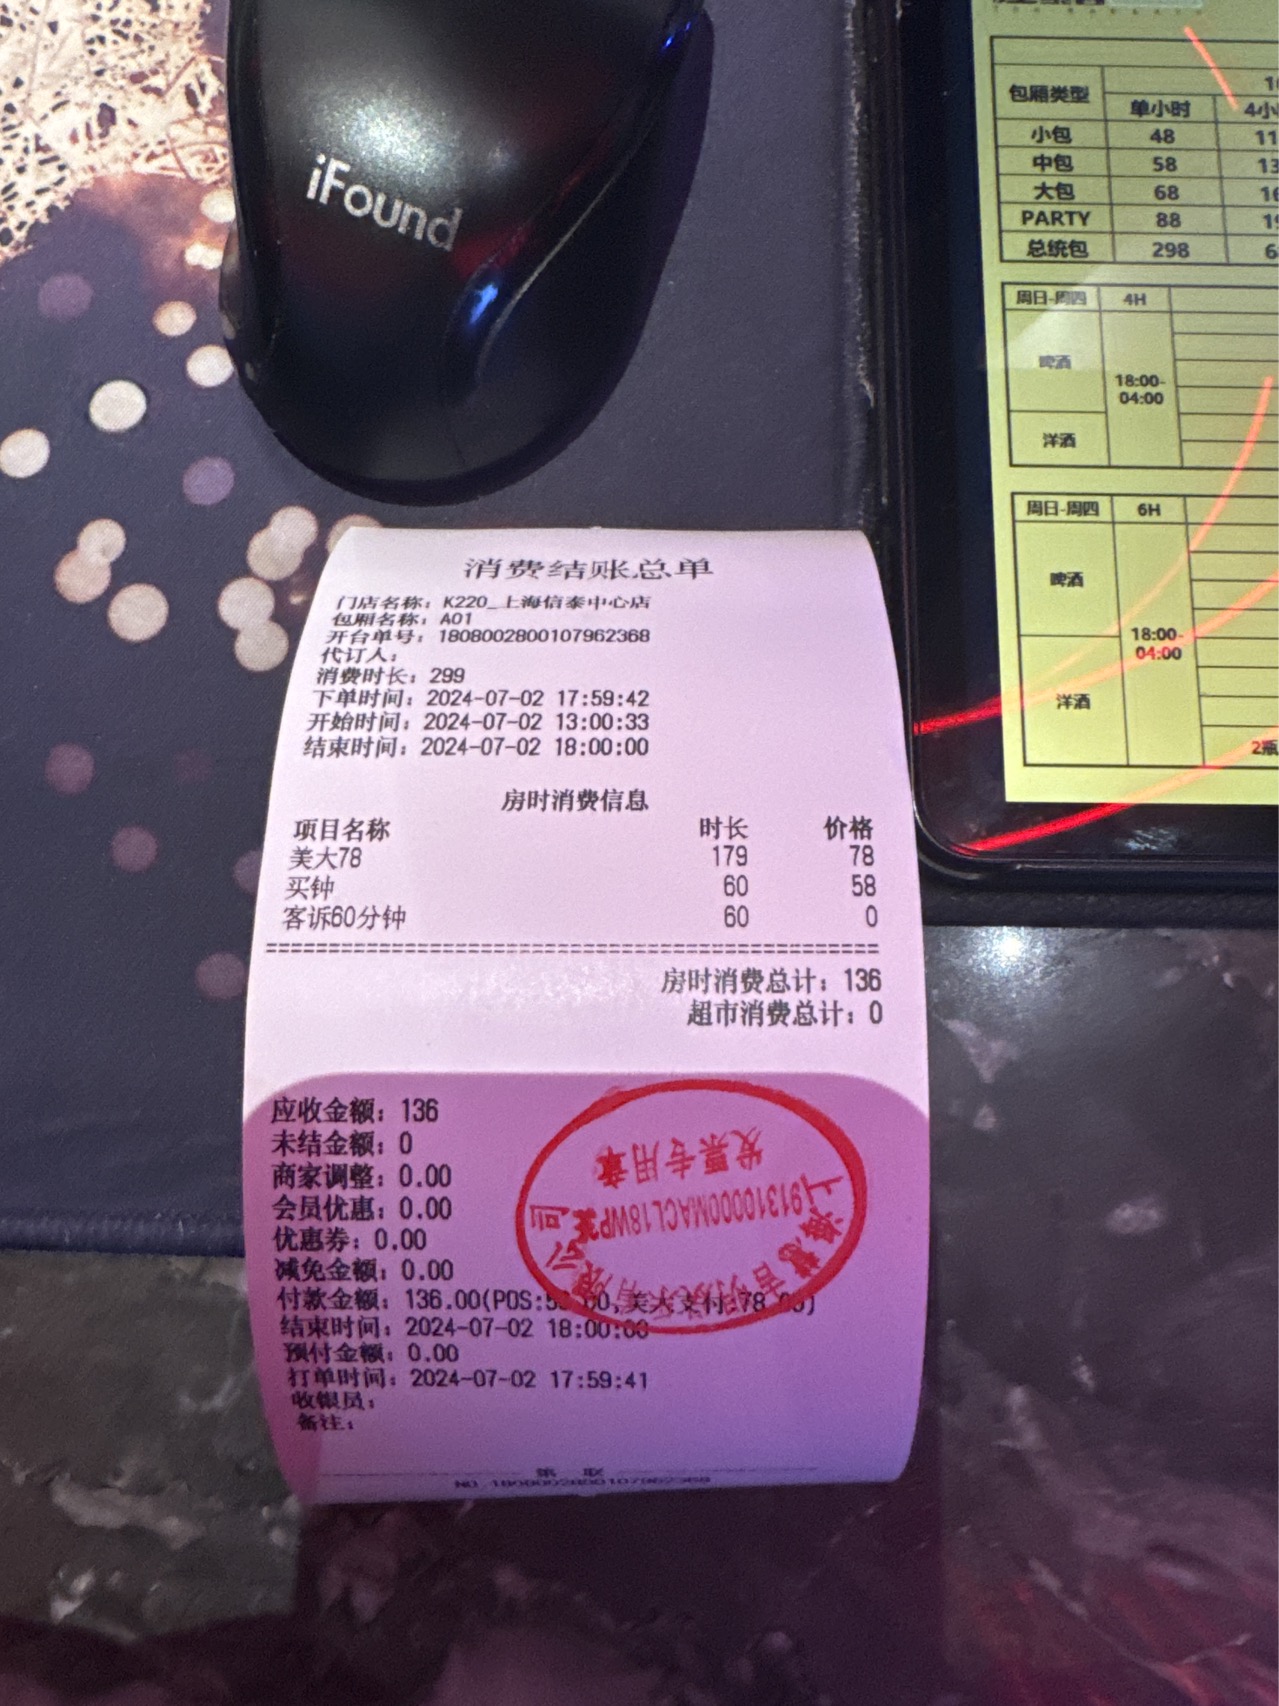 iFound
包厢类型
单小时
小包 48
中包 58
大包 68
PARTY 88
总统包 298
周日-周四 4H
啤酒
18:00-
04:00
洋酒
周日-周四 6H
啤酒
18:00-
04:00
洋酒
2瓶
消费结账总单
门店名称：K220_上海信泰中心店
包厢名称：A01
开台单号：1808002800107962368
代订人：
消费时长：299
下单时间：2024-07-02 17:59:42
开始时间：2024-07-02 13:00:33
结束时间：2024-07-02 18:00:00
房时消费信息
项目名称 时长 价格
美大78 179 78
买钟 60 58
客诉60分钟 60 0
房时消费总计：136
超市消费总计：0
应收金额：136
未结金额：0
商家调整：0.00
会员优惠：0.00
优惠券：0.00
减免金额：0.00
付款金额：136.00(POS:58.00,美大支付:78.00)
结束时间：2024-07-02 18:00:00
预付金额：0.00
打单时间：2024-07-02 17:59:41
收银员：
备注：
第 联
NO 1808002800107962368
发票专用章